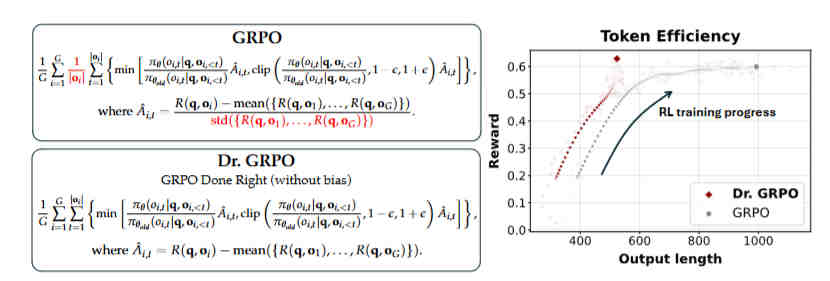 GRPO
$\frac{1}{G}\sum_{i=1}^{G}\frac{1}{|\mathbf{o}_i|}\sum_{t=1}^{|\mathbf{o}_i|}\left\{\min\left[\frac{\pi_\theta(o_{i,t}|\mathbf{q},\mathbf{o}_{i,<t})}{\pi_{\theta_{old}}(o_{i,t}|\mathbf{q},\mathbf{o}_{i,<t})}\hat{A}_{i,t},\text{clip}\left(\frac{\pi_\theta(o_{i,t}|\mathbf{q},\mathbf{o}_{i,<t})}{\pi_{\theta_{old}}(o_{i,t}|\mathbf{q},\mathbf{o}_{i,<t})},1-\epsilon,1+\epsilon\right)\hat{A}_{i,t}\right]\right\},$
where $\hat{A}_{i,t}=\frac{R(\mathbf{q},\mathbf{o}_i)-\text{mean}(\{R(\mathbf{q},\mathbf{o}_1),\ldots,R(\mathbf{q},\mathbf{o}_G)\})}{\text{std}(\{R(\mathbf{q},\mathbf{o}_1),\ldots,R(\mathbf{q},\mathbf{o}_G)\})}.$
Dr. GRPO
GRPO Done Right (without bias)
$\frac{1}{G}\sum_{i=1}^{G}\sum_{t=1}^{|\mathbf{o}_i|}\left\{\min\left[\frac{\pi_\theta(o_{i,t}|\mathbf{q},\mathbf{o}_{i,<t})}{\pi_{\theta_{old}}(o_{i,t}|\mathbf{q},\mathbf{o}_{i,<t})}\hat{A}_{i,t},\text{clip}\left(\frac{\pi_\theta(o_{i,t}|\mathbf{q},\mathbf{o}_{i,<t})}{\pi_{\theta_{old}}(o_{i,t}|\mathbf{q},\mathbf{o}_{i,<t})},1-\epsilon,1+\epsilon\right)\hat{A}_{i,t}\right]\right\},$
where $\hat{A}_{i,t}=R(\mathbf{q},\mathbf{o}_i)-\text{mean}(\{R(\mathbf{q},\mathbf{o}_1),\ldots,R(\mathbf{q},\mathbf{o}_G)\}).$
Token Efficiency
Reward
0.6
0.5
0.4
0.3
0.2
0.1
0.0
RL training progress
Dr. GRPO
GRPO
400 600 800 1000
Output length